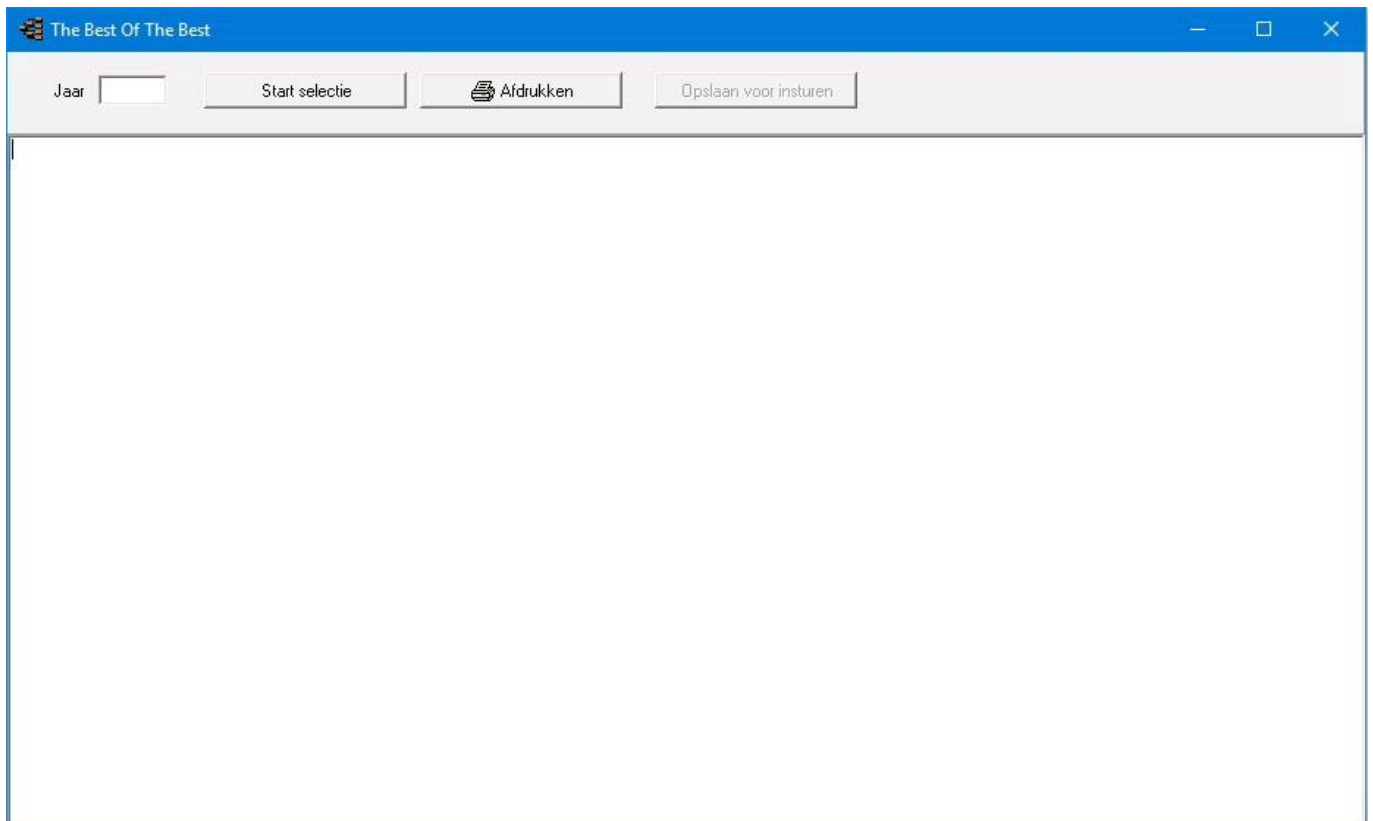 The Best Of The Best
Jaar Start selectie Afdrukken Opslaan voor insturen